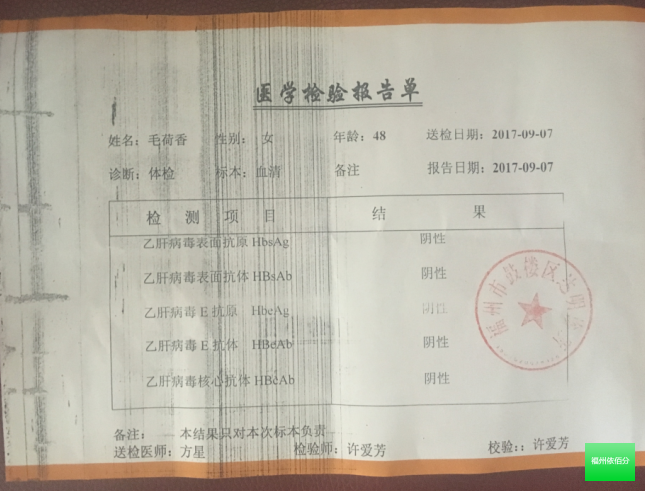 医学检验报告单
姓名：毛荷香 性别： 女 年龄：48 送检日期：2017-09-07
诊断：体检 标本：血清 备注 报告日期：2017-09-07
检 测 项 目 结 果
乙肝病毒表面抗原 HbsAg 阴性
乙肝病毒表面抗体 HBsAb 阴性
乙肝病毒 E 抗原 HbeAg 阴性
乙肝病毒 E 抗体 HBeAb 阴性
乙肝病毒核心抗体 HBcAb 阴性
福州市鼓楼区
备注： 本结果只对本次标本负责
送检医师：方星 检验师：许爱芳 校验：：许爱芳
福州依佰分